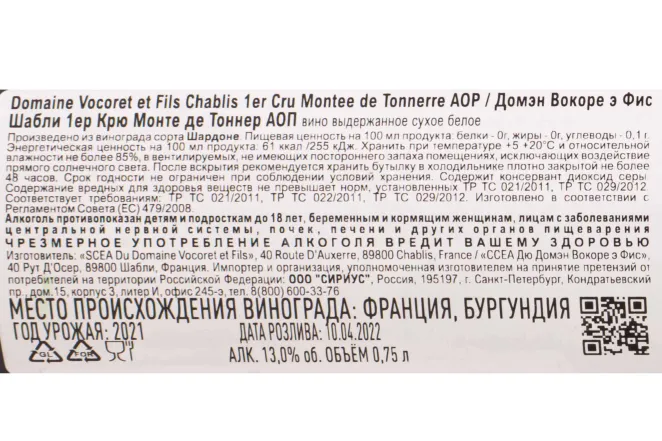 Domaine Vocoret et Fils Chablis 1er Cru Montee de Tonnerre AOP / Домэн Вокоре э Фис
Шабли 1ер Крю Монте де Тоннер АОП вино выдержанное сухое белое
Произведено из винограда сорта Шардоне. Пищевая ценность на 100 мл продукта: белки - 0г, жиры - 0г, углеводы - 0,1 г.
Энергетическая ценность на 100 мл продукта: 61 ккал /255 кДж. Хранить при температуре +5 +20°С и относительной
влажности не более 85%, в вентилируемых, не имеющих постороннего запаха помещениях, исключающих воздействие
прямого солнечного света. После вскрытия рекомендуется хранить бутылку в холодильнике плотно закрытой не более
48 часов. Срок годности не ограничен при соблюдении условий хранения. Содержит консервант диоксид серы.
Содержание вредных для здоровья веществ не превышает норм, установленных ТР ТС 021/2011, ТР ТС 029/2012.
Соответствует требованиям: ТР ТС 021/2011, ТР ТС 022/2011, ТР ТС 029/2012. Изготовлено в соответствии с
Регламентом Совета (ЕС) 479/2008.
Алкоголь противопоказан детям и подросткам до 18 лет, беременным и кормящим женщинам, лицам с заболеваниями
центральной нервной системы, почек, печени и других органов пищеварения
ЧРЕЗМЕРНОЕ УПОТРЕБЛЕНИЕ АЛКОГОЛЯ ВРЕДИТ ВАШЕМУ ЗДОРОВЬЮ
Изготовитель: «SCEA Du Domaine Vocoret et Fils», 40 Route D'Auxerre, 89800 Chablis, France / «ССЕА Дю Домэн Вокоре э Фис»,
40 Рут Д'Осер, 89800 Шабли, Франция. Импортер и организация, уполномоченная изготовителем на принятие претензий от
потребителей на территории Российской Федерации: ООО "СИРИУС", Россия, 195197, г. Санкт-Петербург, Кондратьевский
пр., дом.15, корпус 3, литер И, офис 245-э, тел.8(800) 600-33-76
МЕСТО ПРОИСХОЖДЕНИЯ ВИНОГРАДА: ФРАНЦИЯ, БУРГУНДИЯ
ГОД УРОЖАЯ: 2021 ДАТА РОЗЛИВА: 10.04.2022
АЛК. 13,0% об. ОБЪЁМ 0,75 л